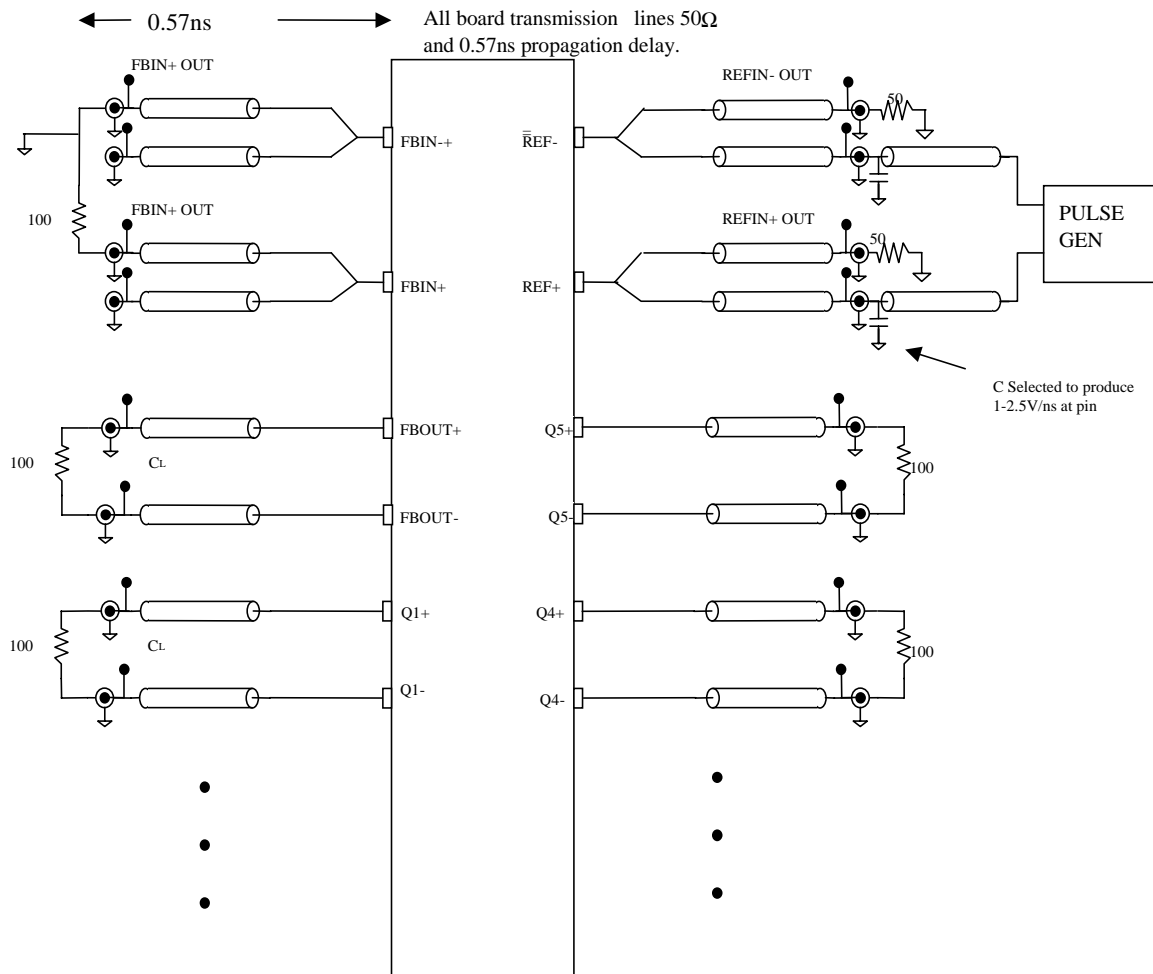 0.57ns
All board transmission lines 50Ω
and 0.57ns propagation delay.
FBIN+ OUT
REFIN- OUT
50
FBIN-+
REF-
100
FBIN+ OUT
REFIN+ OUT
50
PULSE
GEN
FBIN+
REF+
C Selected to produce
1-2.5V/ns at pin
FBOUT+
Q5+
100
CL
100
FBOUT-
Q5-
Q1+
Q4+
100
CL
100
Q1-
Q4-